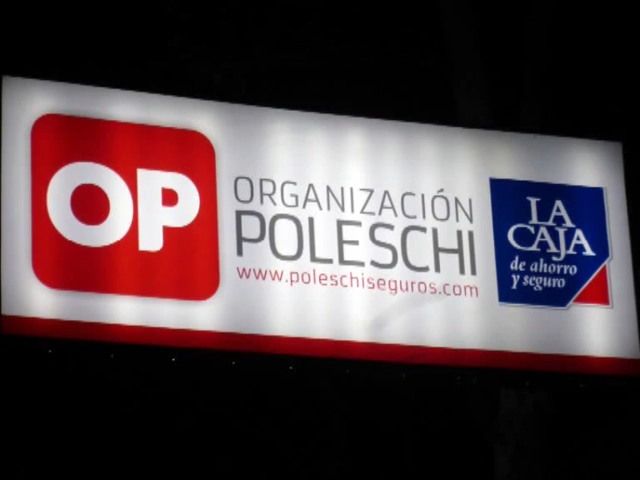 OP
ORGANIZACIÓN
POLESCHI
www.poleschiseguros.com
LA
CAJA
de ahorro
y seguro